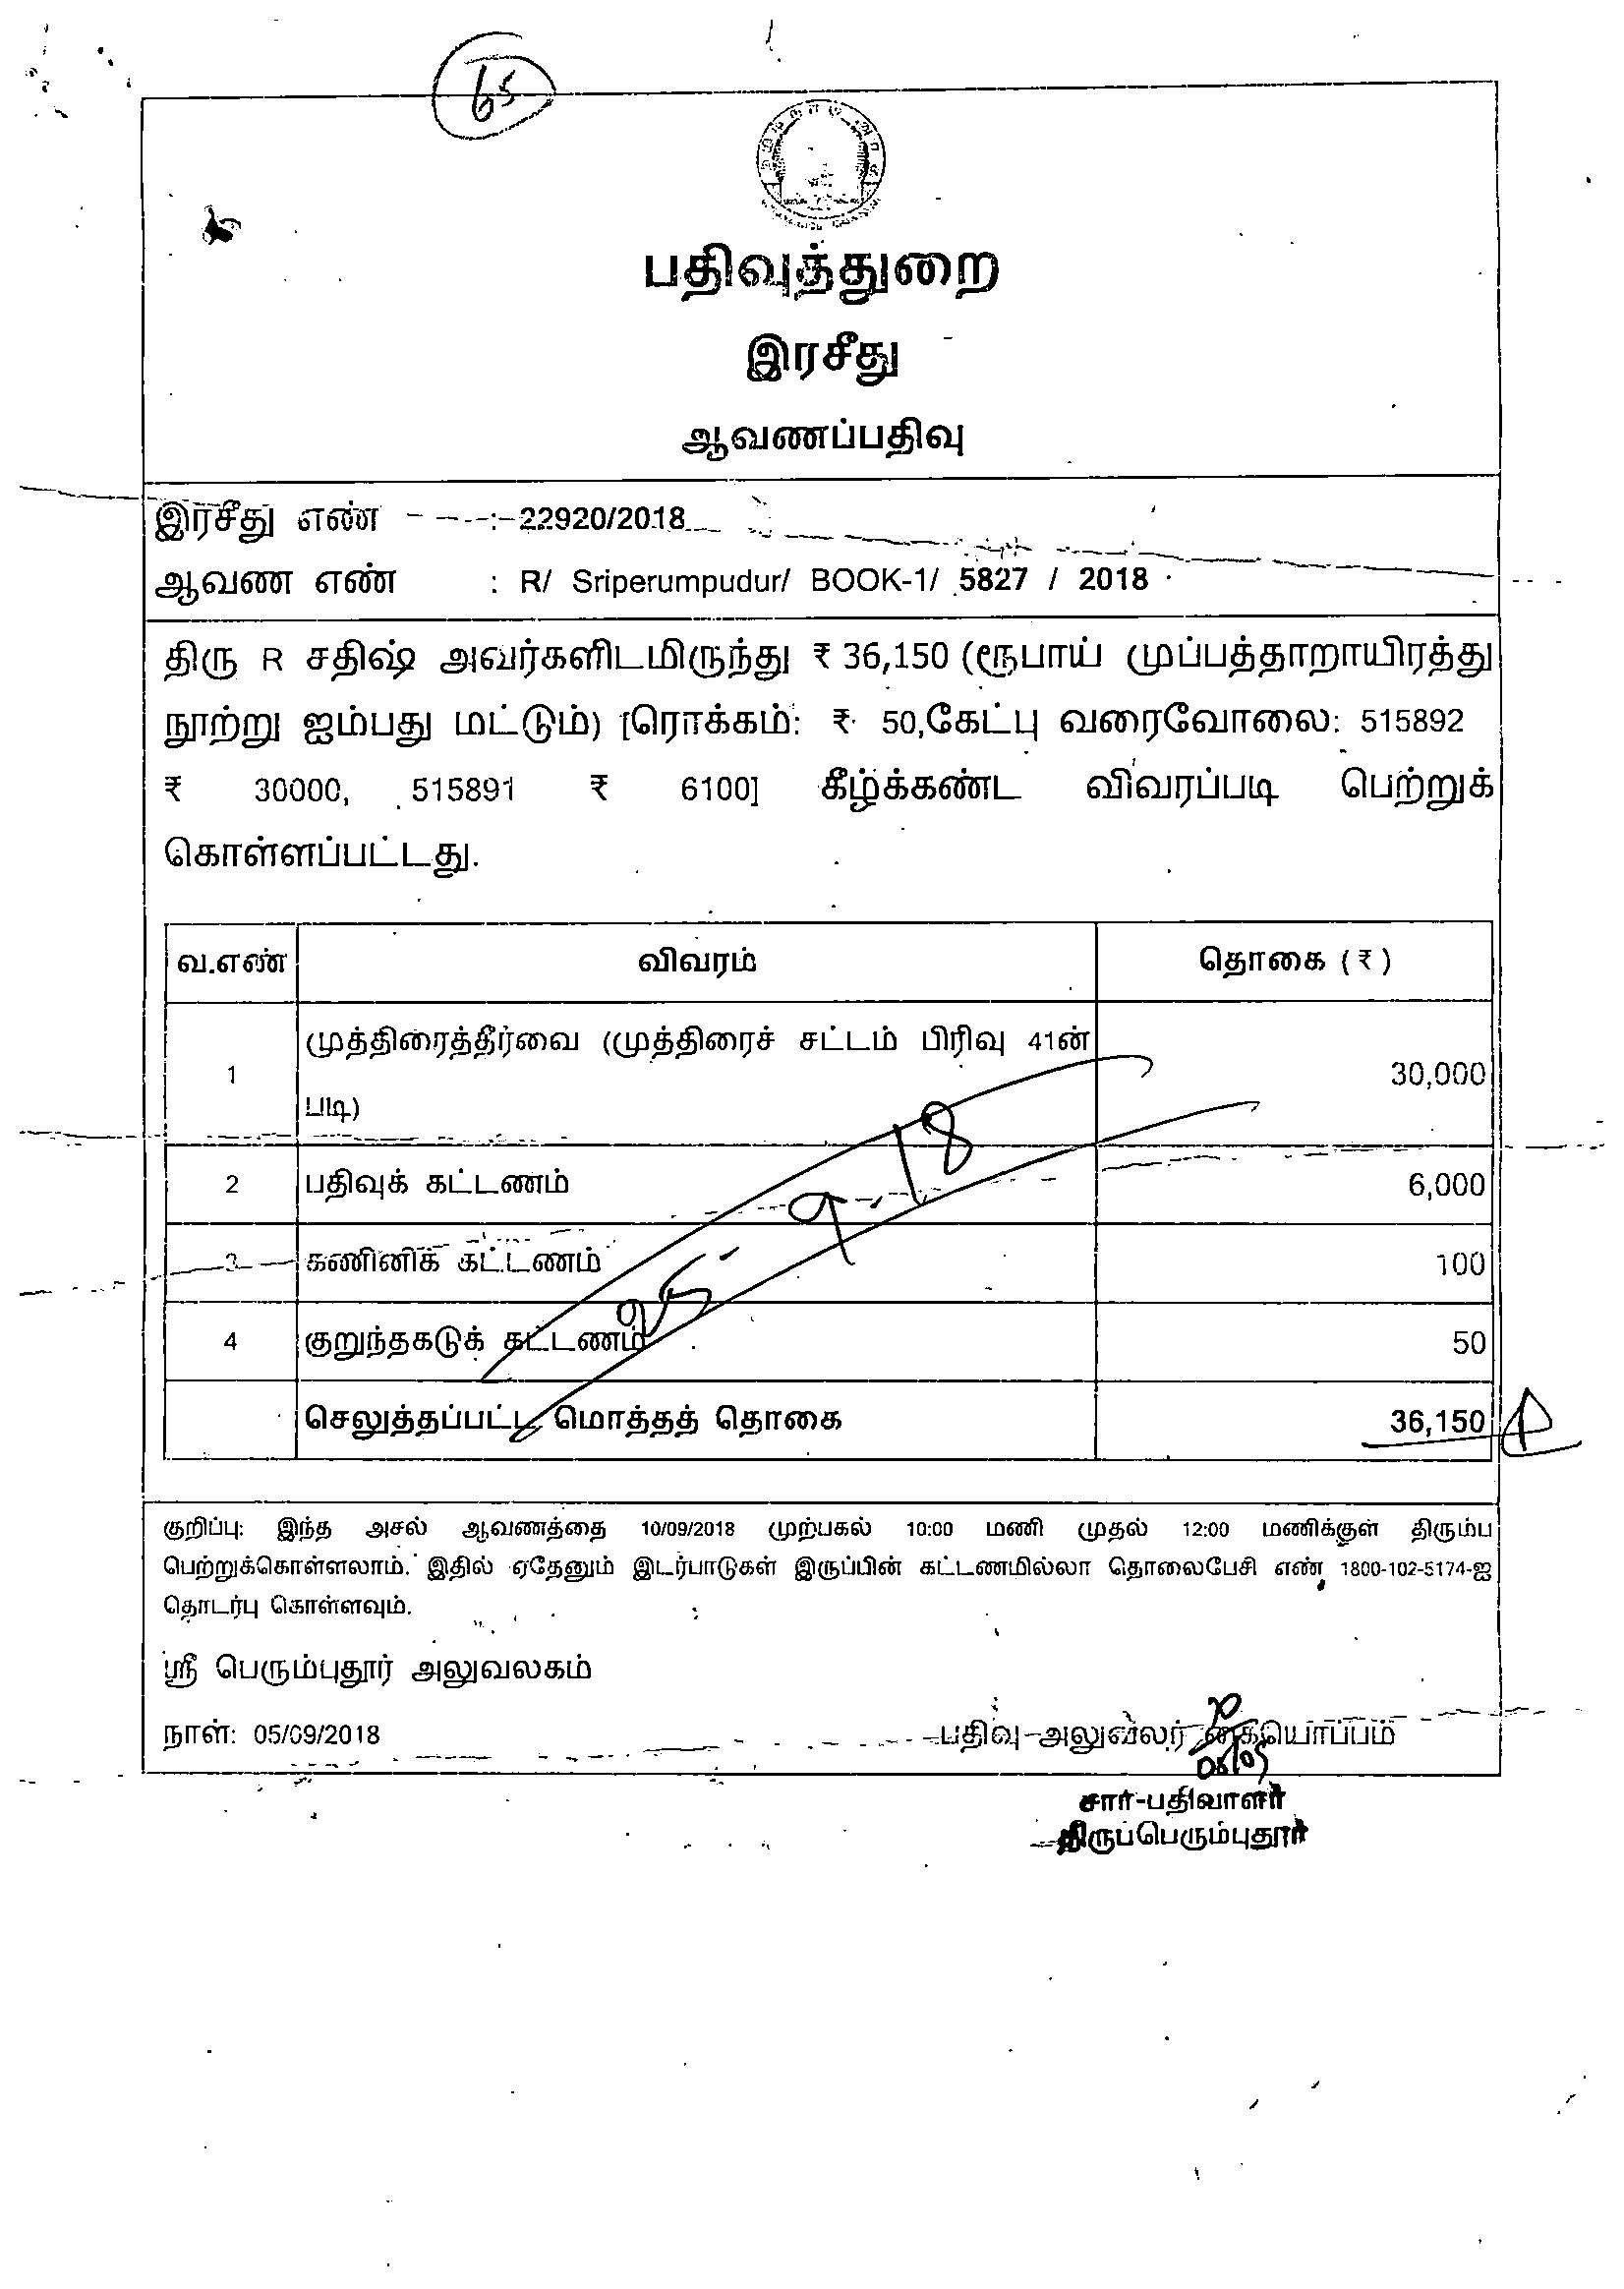 65
பதிவுத்துறை
இரசீது
ஆவணப்பதிவு
இரசீது எண் : 22920/2018
ஆவண எண் : R/ Sriperumpudur/ BOOK-1/ 5827 / 2018
திரு R சதிஷ் அவர்களிடமிருந்து ₹ 36,150 (ரூபாய் முப்பத்தாறாயிரத்து
நூற்று ஐம்பது மட்டும்) [ரொக்கம்: ₹ 50,கேட்பு வரைவோலை: 515892
₹ 30000, 515891 ₹ 6100] கீழ்க்கண்ட விவரப்படி பெற்றுக்
கொள்ளப்பட்டது.
வ.எண் விவரம் தொகை (₹)
1 முத்திரைத்தீர்வை (முத்திரைச் சட்டம் பிரிவு 41ன் 30,000
படி)
2 பதிவுக் கட்டணம் 6,000
3 கணினிக் கட்டணம் 100
4 குறுந்தகடுக் கட்டணம் 50
செலுத்தப்பட்ட மொத்தத் தொகை 36,150
05-9-18
குறிப்பு: இந்த அசல் ஆவணத்தை 10/09/2018 முற்பகல் 10:00 மணி முதல் 12:00 மணிக்குள் திரும்ப
பெற்றுக்கொள்ளலாம். இதில் ஏதேனும் இடர்பாடுகள் இருப்பின் கட்டணமில்லா தொலைபேசி எண் 1800-102-5174-ஐ
தொடர்பு கொள்ளவும்.
ஸ்ரீ பெரும்புதூர் அலுவலகம்
நாள்: 05/09/2018 பதிவு அலுவலர் கையொப்பம்
சார்-பதிவாளர்
திருப்பெரும்புதூர்